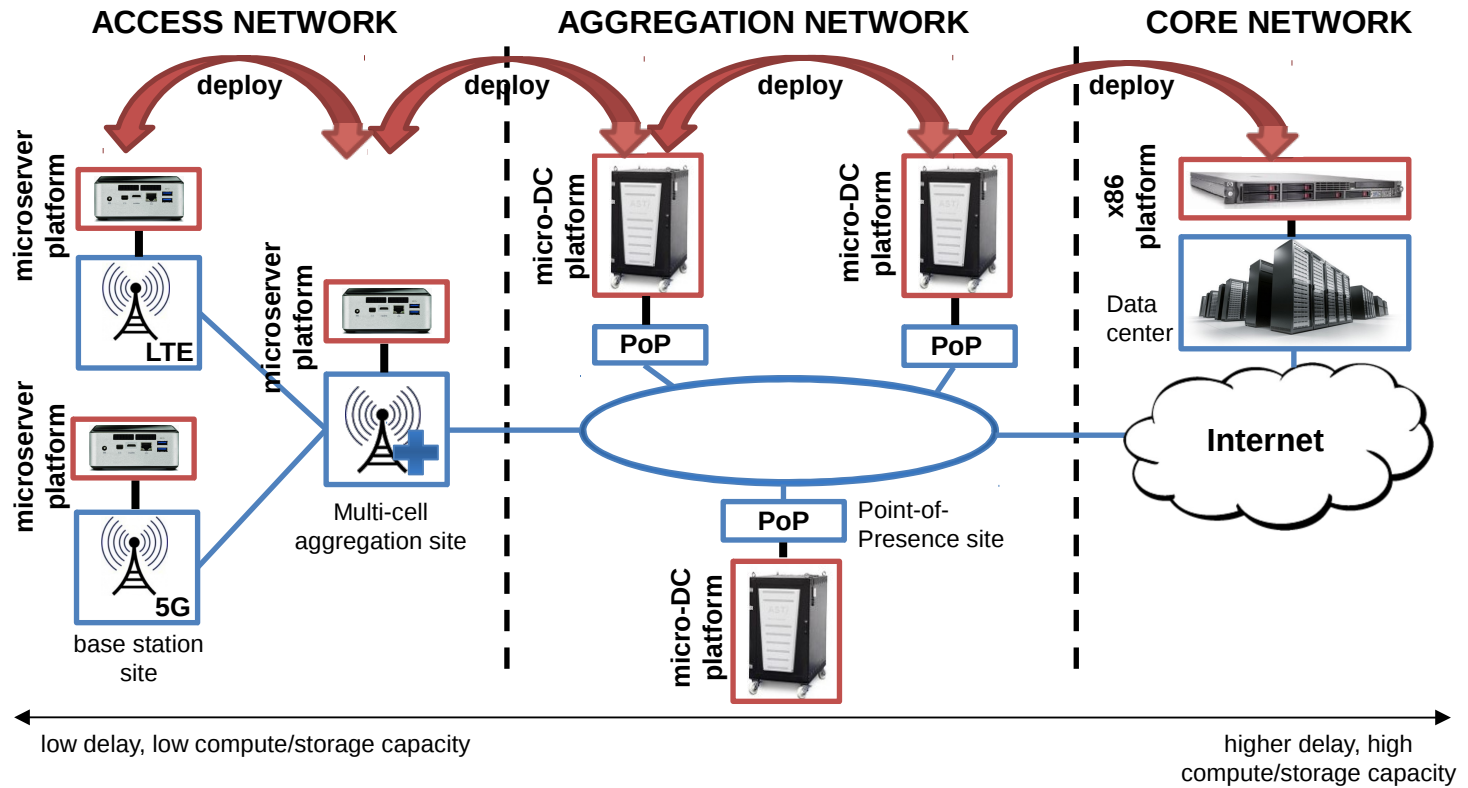 ACCESS NETWORK
AGGREGATION NETWORK
CORE NETWORK
deploy
deploy
deploy
deploy
microserver
platform
microserver
platform
microserver
platform
micro-DC
platform
micro-DC
platform
x86
platform
LTE
PoP
PoP
Data
center
Internet
5G
base station
site
Multi-cell
aggregation site
PoP
Point-of-
Presence site
micro-DC
platform
low delay, low compute/storage capacity
higher delay, high
compute/storage capacity